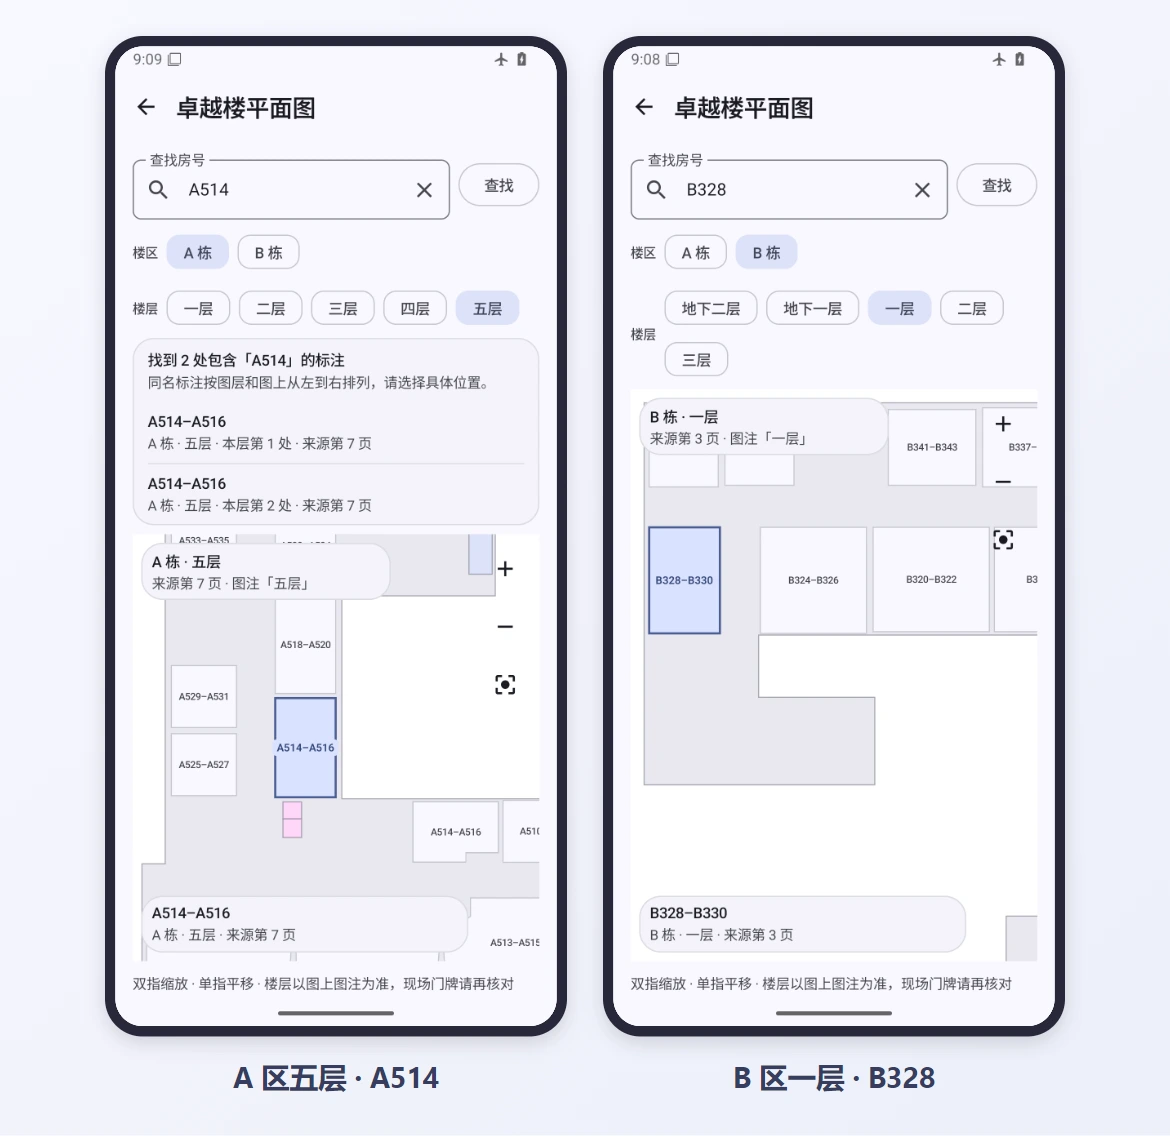 9:09
卓越楼平面图
查找房号
A514
查找
楼区
A 栋
B 栋
楼层
一层
二层
三层
四层
五层
找到 2 处包含「A514」的标注
同名标注按图层和图上从左到右排列，请选择具体位置。
A514–A516
A 栋 · 五层 · 本层第 1 处 · 来源第 7 页
A514–A516
A 栋 · 五层 · 本层第 2 处 · 来源第 7 页
A533–A535
A 栋 · 五层
来源第 7 页 · 图注「五层」
A518–A520
A529–A531
A514–A516
A525–A527
A514–A516
A510
A514–A516
A 栋 · 五层 · 来源第 7 页
A513–A515
双指缩放 · 单指平移 · 楼层以图上图注为准，现场门牌请再核对
A 区五层 · A514
9:08
卓越楼平面图
查找房号
B328
查找
楼区
A 栋
B 栋
楼层
地下二层
地下一层
一层
二层
三层
B 栋 · 一层
来源第 3 页 · 图注「一层」
B341–B343
B337–
B328–B330
B324–B326
B320–B322
B3
B328–B330
B 栋 · 一层 · 来源第 3 页
双指缩放 · 单指平移 · 楼层以图上图注为准，现场门牌请再核对
B 区一层 · B328